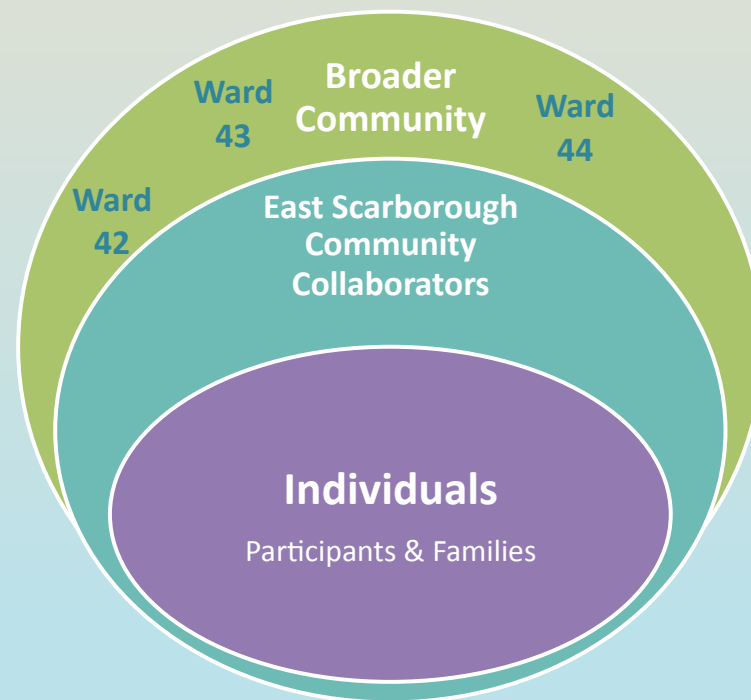 Broader
Community
Ward
43
Ward
44
Ward
42
East Scarborough
Community
Collaborators
Individuals
Participants & Families